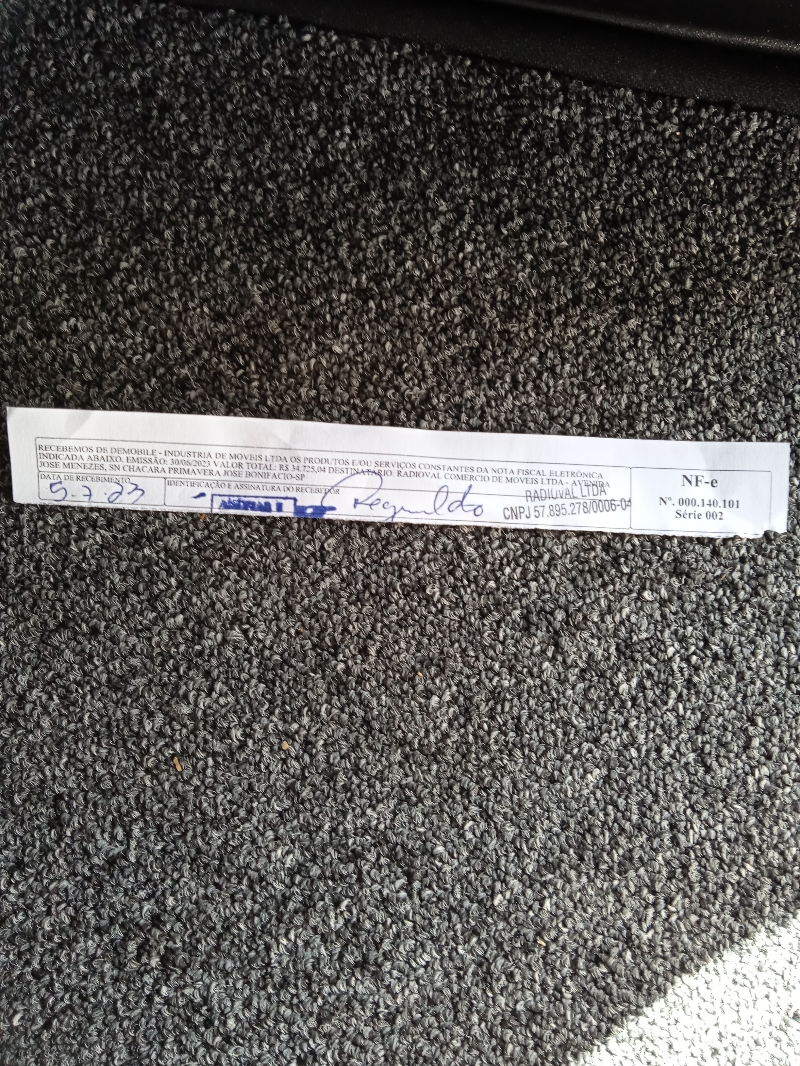 RECEBEMOS DE DEMOBILE - INDUSTRIA DE MOVEIS LTDA OS PRODUTOS E/OU SERVIÇOS CONSTANTES DA NOTA FISCAL ELETRÔNICA
INDICADA ABAIXO. EMISSÃO: 30/06/2023 VALOR TOTAL: R$ 34.725,04 DESTINATARIO: RADIOVAL COMERCIO DE MOVEIS LTDA - AVENIDA
JOSE MENEZES, SN CHACARA PRIMAVERA JOSE BONIFACIO-SP
DATA DE RECEBIMENTO
5.7.23
IDENTIFICAÇÃO E ASSINATURA DO RECEBEDOR
Reginaldo
RADIOVAL LTDA
CNPJ 57.895.278/0006-04
NF-e
Nº. 000.140.101
Série 002